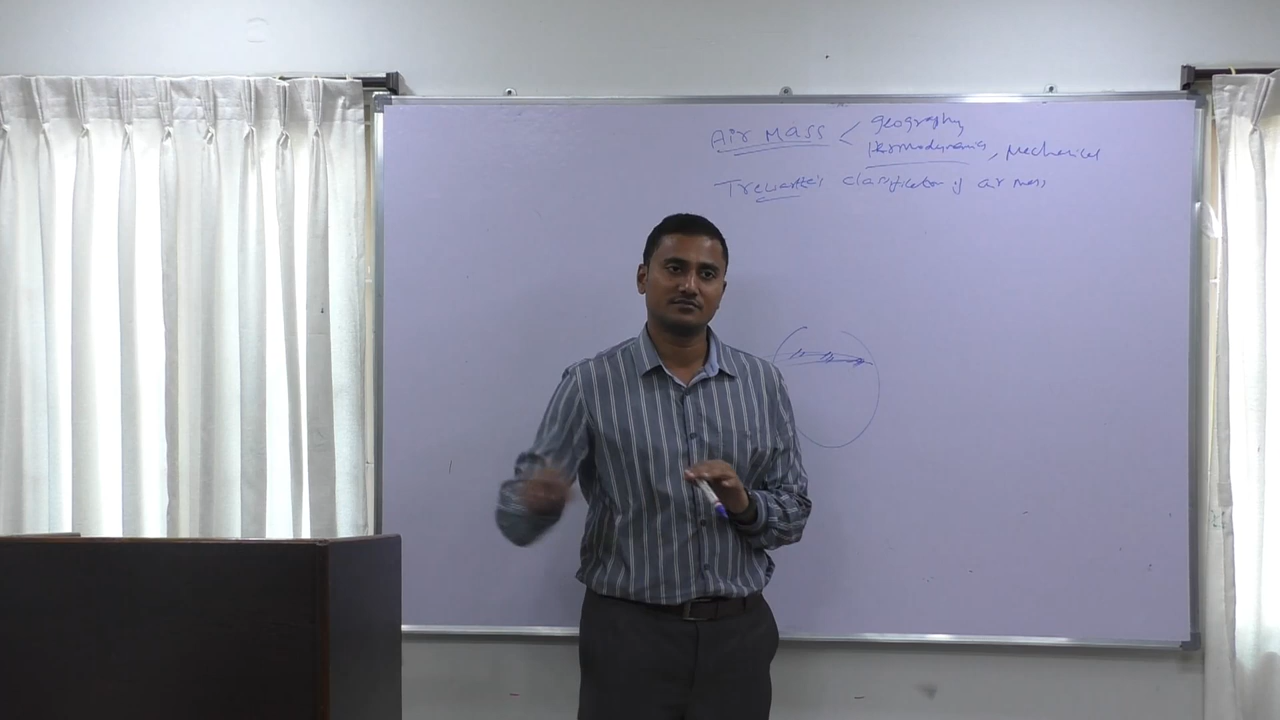 Air Mass < geography
thermodynamics, Mechanical
Trewartha's classification of air mass